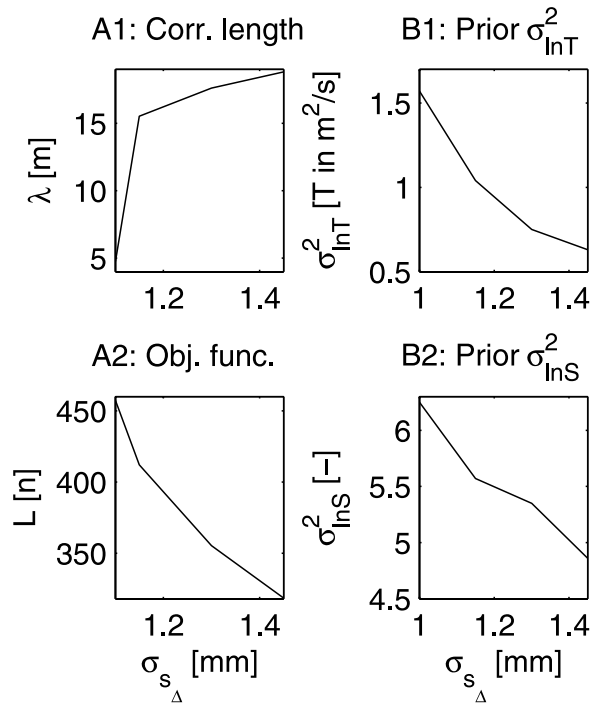 A1: Corr. length
B1: Prior σ²lnT
λ [m]
15
10
5
1.2
1.4
σ²lnT [T in m²/s]
1.5
1
0.5
1
1.2
1.4
A2: Obj. func.
B2: Prior σ²lnS
L [n]
450
400
350
1.2
1.4
σsΔ [mm]
σ²lnS [-]
6
5.5
5
4.5
1
1.2
1.4
σsΔ [mm]